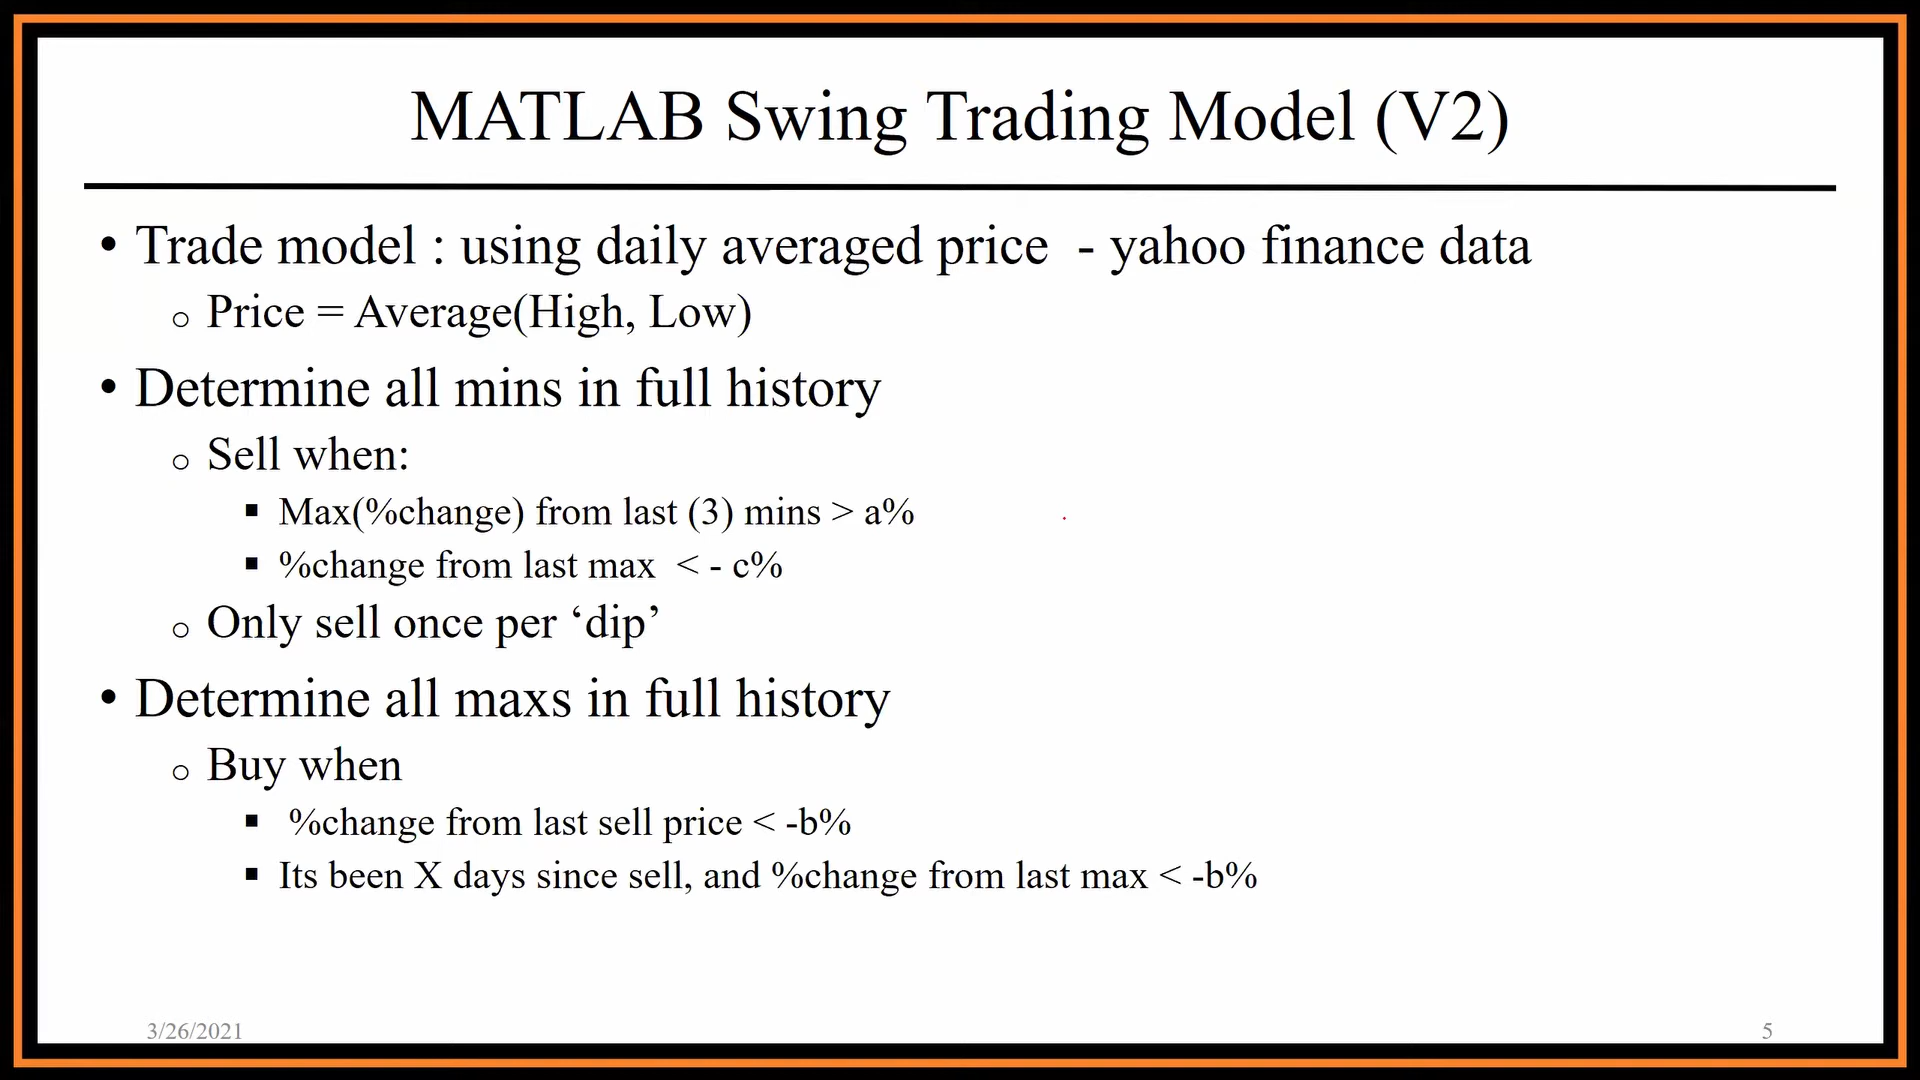 MATLAB Swing Trading Model (V2)
• Trade model : using daily averaged price  - yahoo finance data
o Price = Average(High, Low)
• Determine all mins in full history
o Sell when:
▪ Max(%change) from last (3) mins > a%
▪ %change from last max  < - c%
o Only sell once per ‘dip’
• Determine all maxs in full history
o Buy when
▪ %change from last sell price < -b%
▪ Its been X days since sell, and %change from last max < -b%
3/26/2021
5